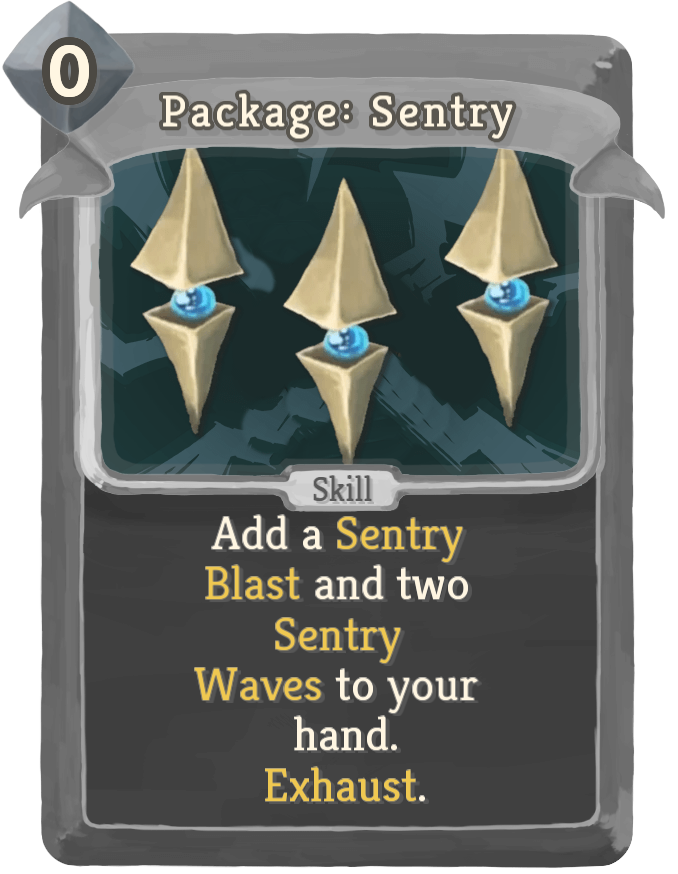 0
Package: Sentry
Skill
Add a Sentry
Blast and two
Sentry
Waves to your
hand.
Exhaust.